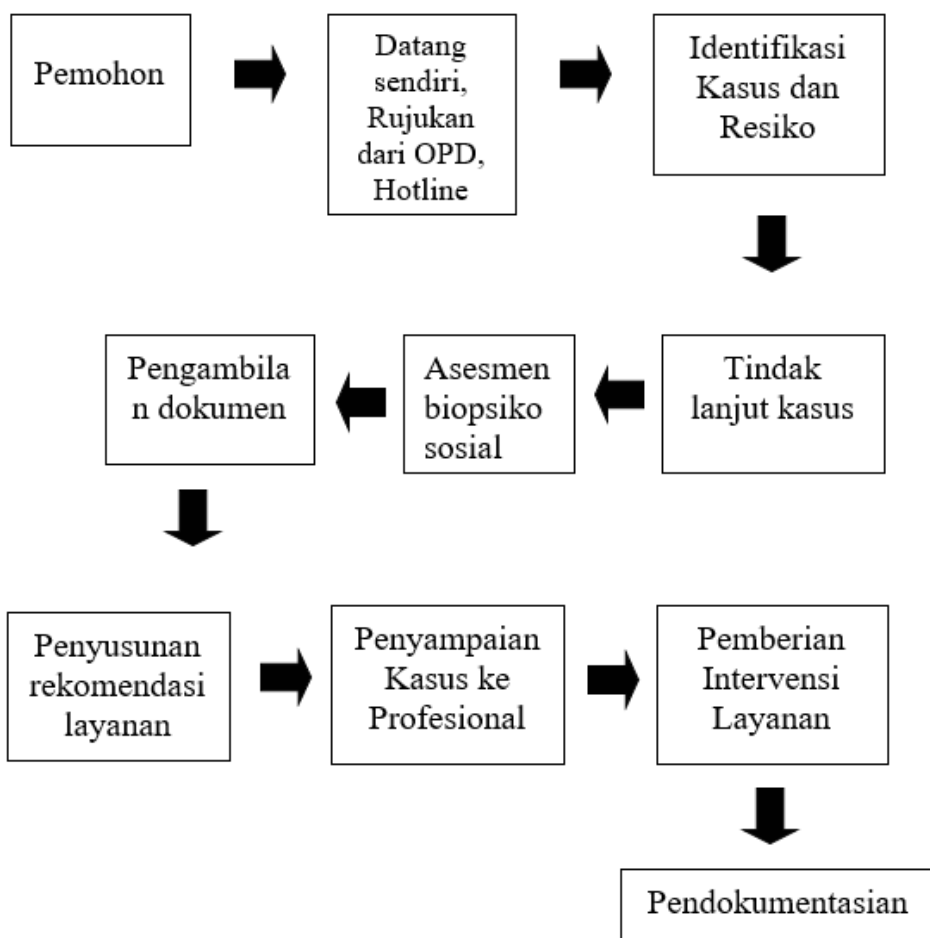 Pemohon
Datang
sendiri,
Rujukan
dari OPD,
Hotline
Identifikasi
Kasus dan
Resiko
Tindak
lanjut kasus
Asesmen
biopsiko
sosial
Pengambila
n dokumen
Penyusunan
rekomendasi
layanan
Penyampaian
Kasus ke
Profesional
Pemberian
Intervensi
Layanan
Pendokumentasian